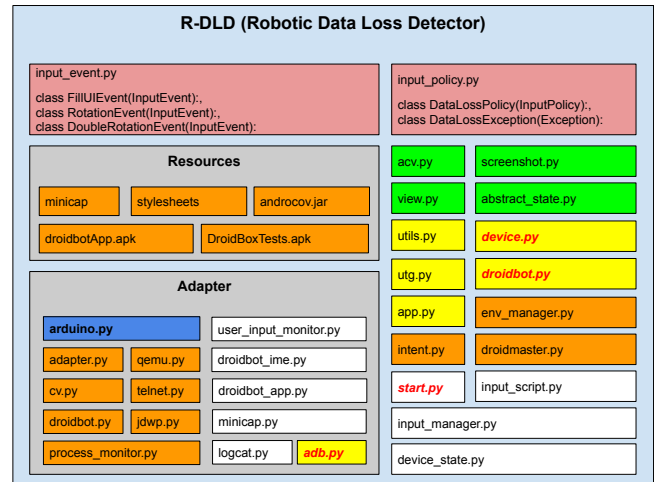 R-DLD (Robotic Data Loss Detector)
input_event.py
class FillUIEvent(InputEvent):,
class RotationEvent(InputEvent):,
class DoubleRotationEvent(InputEvent):
input_policy.py
class DataLossPolicy(InputPolicy):,
class DataLossException(Exception):
Resources
minicap
stylesheets
androcov.jar
droidbotApp.apk
DroidBoxTests.apk
Adapter
arduino.py
user_input_monitor.py
adapter.py
qemu.py
droidbot_ime.py
cv.py
telnet.py
droidbot_app.py
droidbot.py
jdwp.py
minicap.py
process_monitor.py
logcat.py
adb.py
acv.py
screenshot.py
view.py
abstract_state.py
utils.py
device.py
utg.py
droidbot.py
app.py
env_manager.py
intent.py
droidmaster.py
start.py
input_script.py
input_manager.py
device_state.py